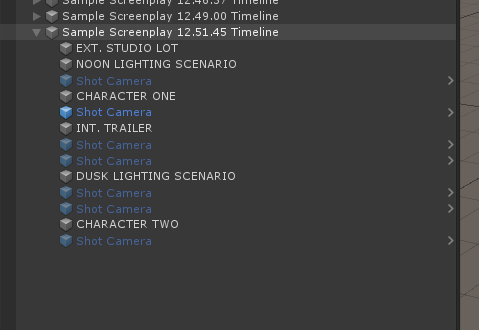 Sample Screenplay 12.46.37 Timeline
Sample Screenplay 12.49.00 Timeline
Sample Screenplay 12.51.45 Timeline
EXT. STUDIO LOT
NOON LIGHTING SCENARIO
Shot Camera
CHARACTER ONE
Shot Camera
INT. TRAILER
Shot Camera
Shot Camera
DUSK LIGHTING SCENARIO
Shot Camera
Shot Camera
CHARACTER TWO
Shot Camera